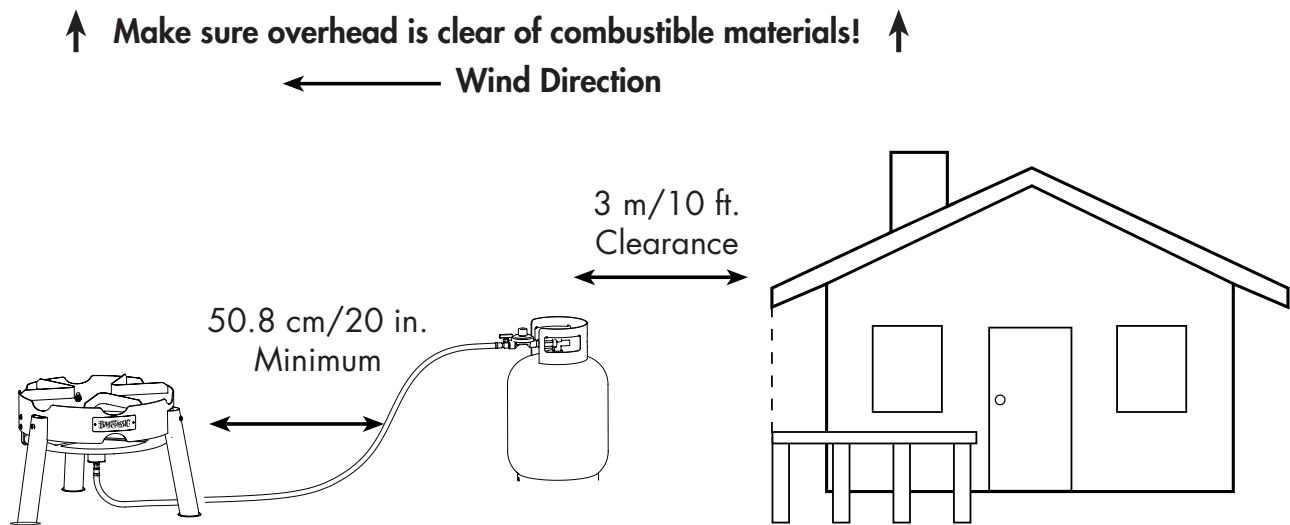 Make sure overhead is clear of combustible materials!
Wind Direction
3 m/10 ft.
Clearance
50.8 cm/20 in.
Minimum